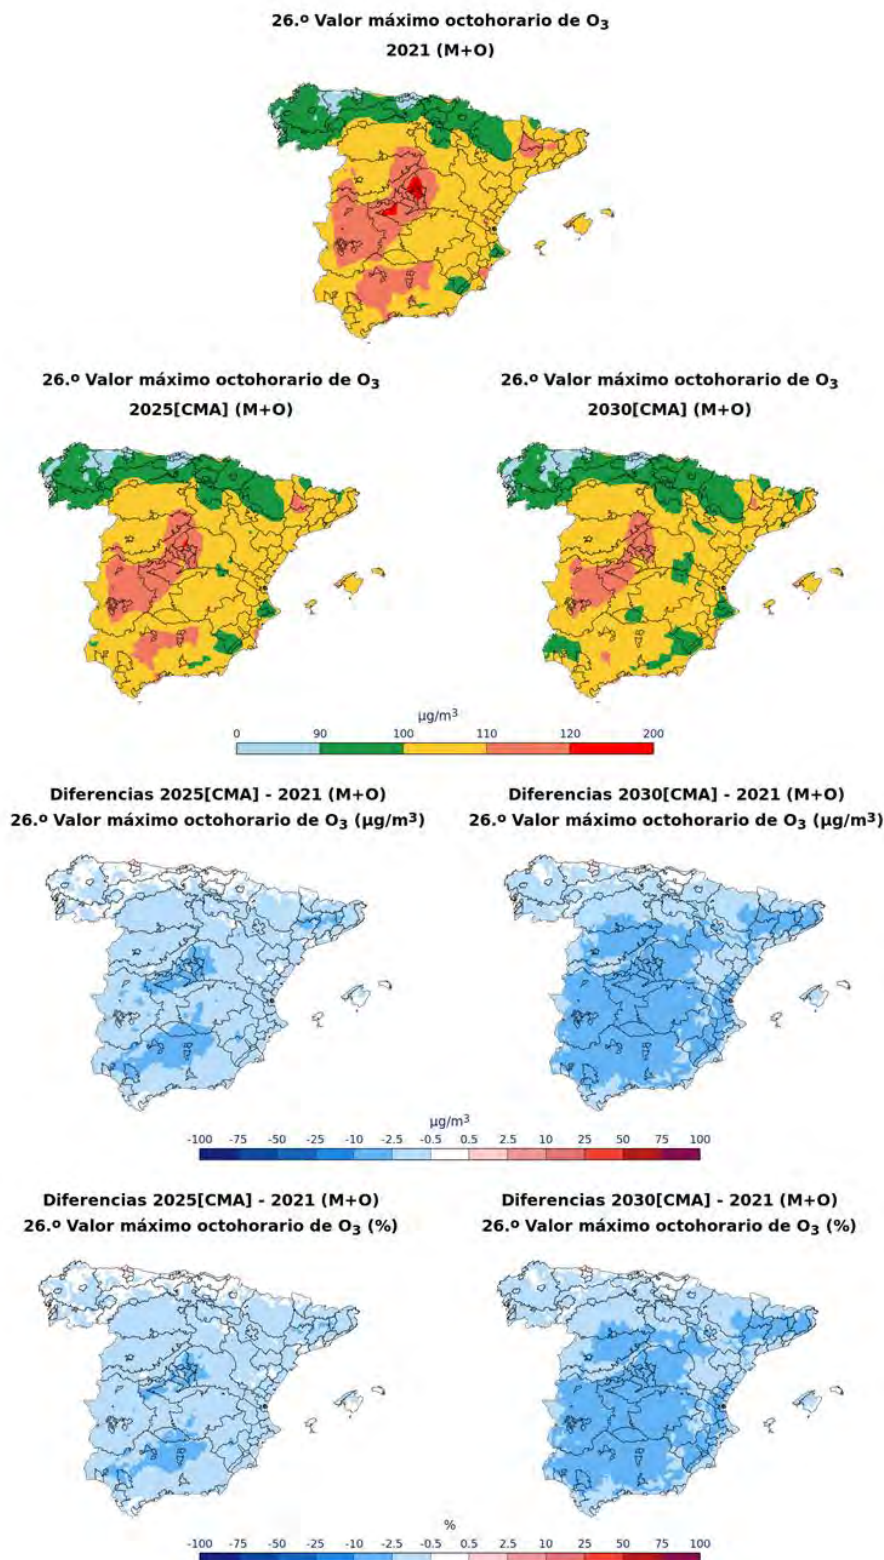 26.º Valor máximo octohorario de O3
2021 (M+O)
26.º Valor máximo octohorario de O3
2025[CMA] (M+O)
26.º Valor máximo octohorario de O3
2030[CMA] (M+O)
µg/m3
0 90 100 110 120 200
Diferencias 2025[CMA] - 2021 (M+O)
26.º Valor máximo octohorario de O3 (µg/m3)
Diferencias 2030[CMA] - 2021 (M+O)
26.º Valor máximo octohorario de O3 (µg/m3)
µg/m3
-100 -75 -50 -25 -10 -2.5 -0.5 0.5 2.5 10 25 50 75 100
Diferencias 2025[CMA] - 2021 (M+O)
26.º Valor máximo octohorario de O3 (%)
Diferencias 2030[CMA] - 2021 (M+O)
26.º Valor máximo octohorario de O3 (%)
%
-100 -75 -50 -25 -10 -2.5 -0.5 0.5 2.5 10 25 50 75 100